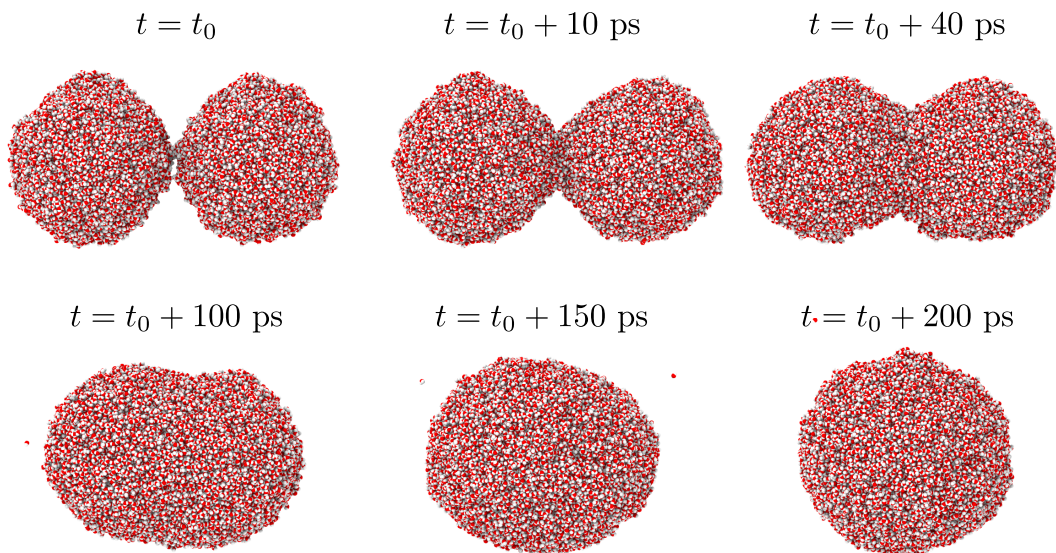 t = t₀
t = t₀ + 10 ps
t = t₀ + 40 ps
t = t₀ + 100 ps
t = t₀ + 150 ps
t = t₀ + 200 ps